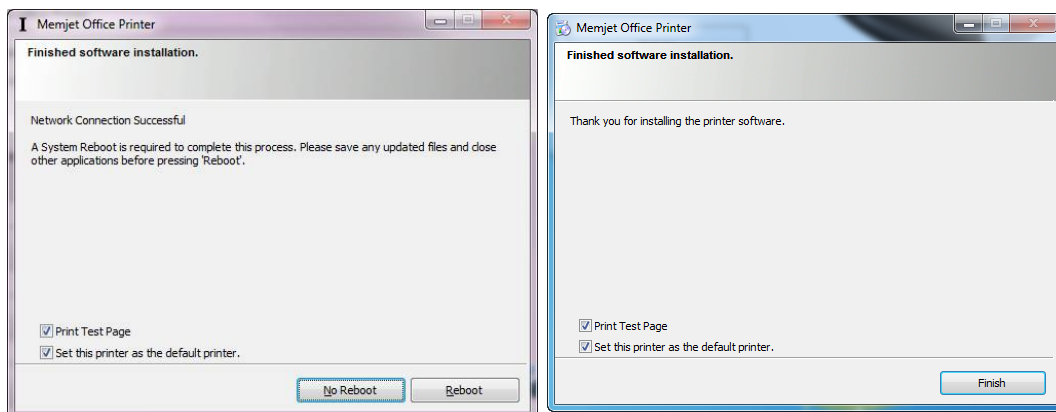 Memjet Office Printer
Finished software installation.
Network Connection Successful
A System Reboot is required to complete this process. Please save any updated files and close
other applications before pressing 'Reboot'.
Print Test Page
Set this printer as the default printer.
No Reboot
Reboot
Memjet Office Printer
Finished software installation.
Thank you for installing the printer software.
Print Test Page
Set this printer as the default printer.
Finish